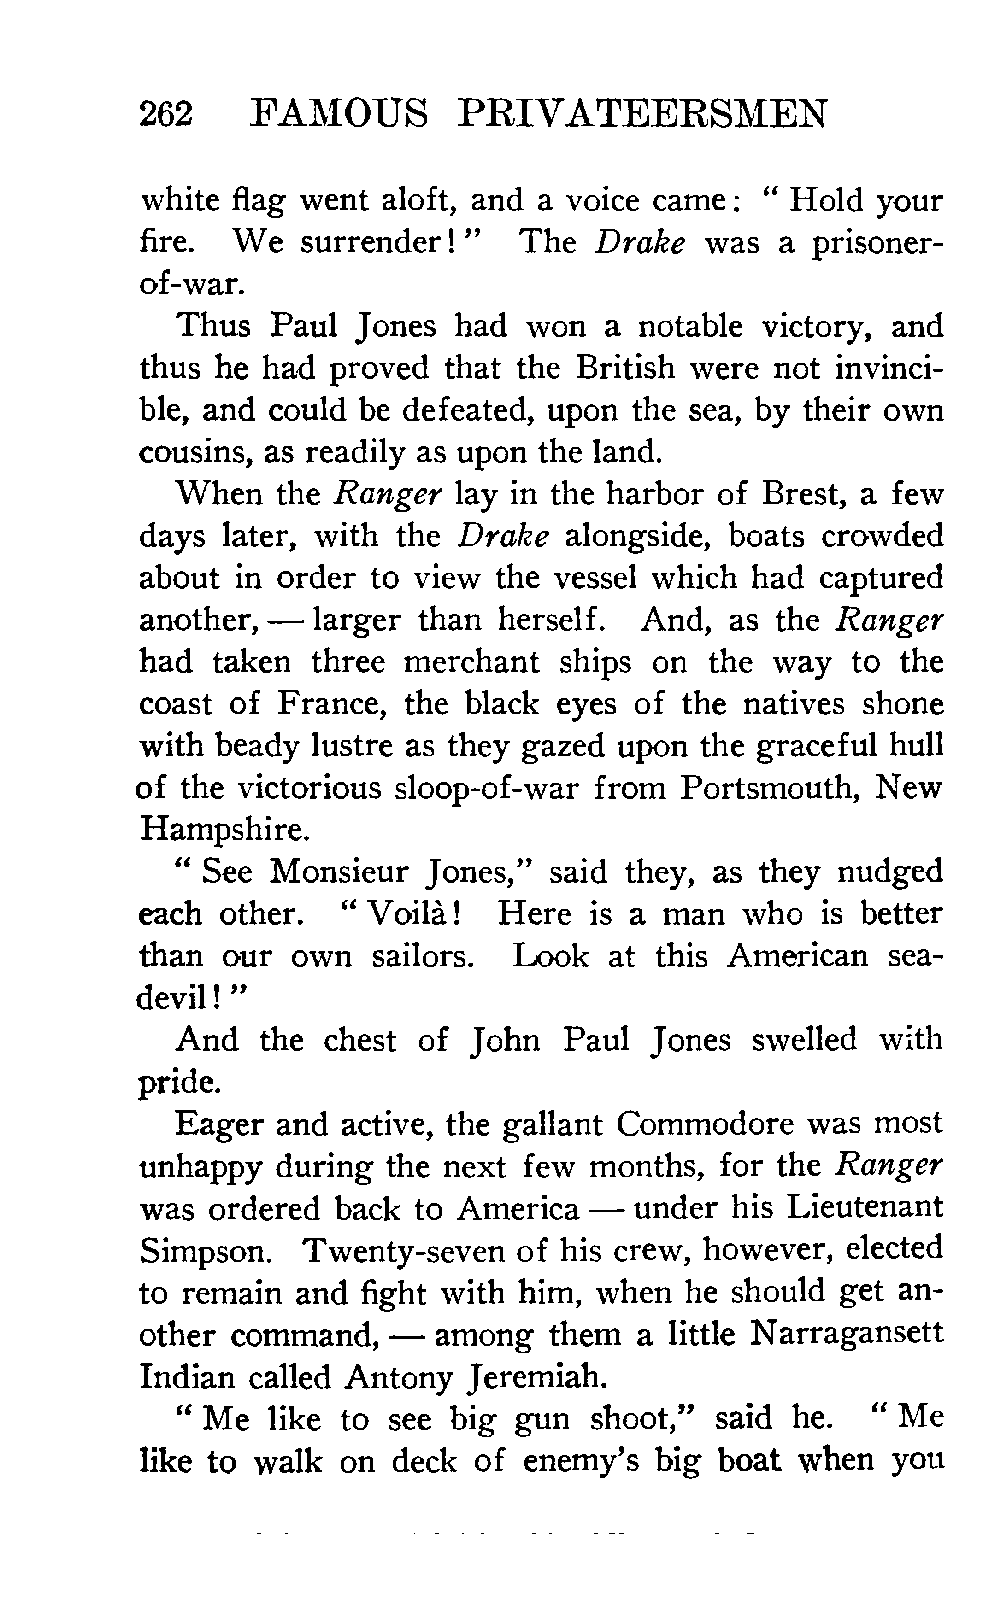 262 FAMOUS PRIVATEERSMEN
white flag went aloft, and a voice came: “ Hold your
fire. We surrender! ” The Drake was a prisoner-
of-war.
Thus Paul Jones had won a notable victory, and
thus he had proved that the British were not invinci-
ble, and could be defeated, upon the sea, by their own
cousins, as readily as upon the land.
When the Ranger lay in the harbor of Brest, a few
days later, with the Drake alongside, boats crowded
about in order to view the vessel which had captured
another, — larger than herself. And, as the Ranger
had taken three merchant ships on the way to the
coast of France, the black eyes of the natives shone
with beady lustre as they gazed upon the graceful hull
of the victorious sloop-of-war from Portsmouth, New
Hampshire.
“ See Monsieur Jones,” said they, as they nudged
each other. “ Voilà! Here is a man who is better
than our own sailors. Look at this American sea-
devil! ”
And the chest of John Paul Jones swelled with
pride.
Eager and active, the gallant Commodore was most
unhappy during the next few months, for the Ranger
was ordered back to America — under his Lieutenant
Simpson. Twenty-seven of his crew, however, elected
to remain and fight with him, when he should get an-
other command, — among them a little Narragansett
Indian called Antony Jeremiah.
“ Me like to see big gun shoot,” said he. “ Me
like to walk on deck of enemy’s big boat when you